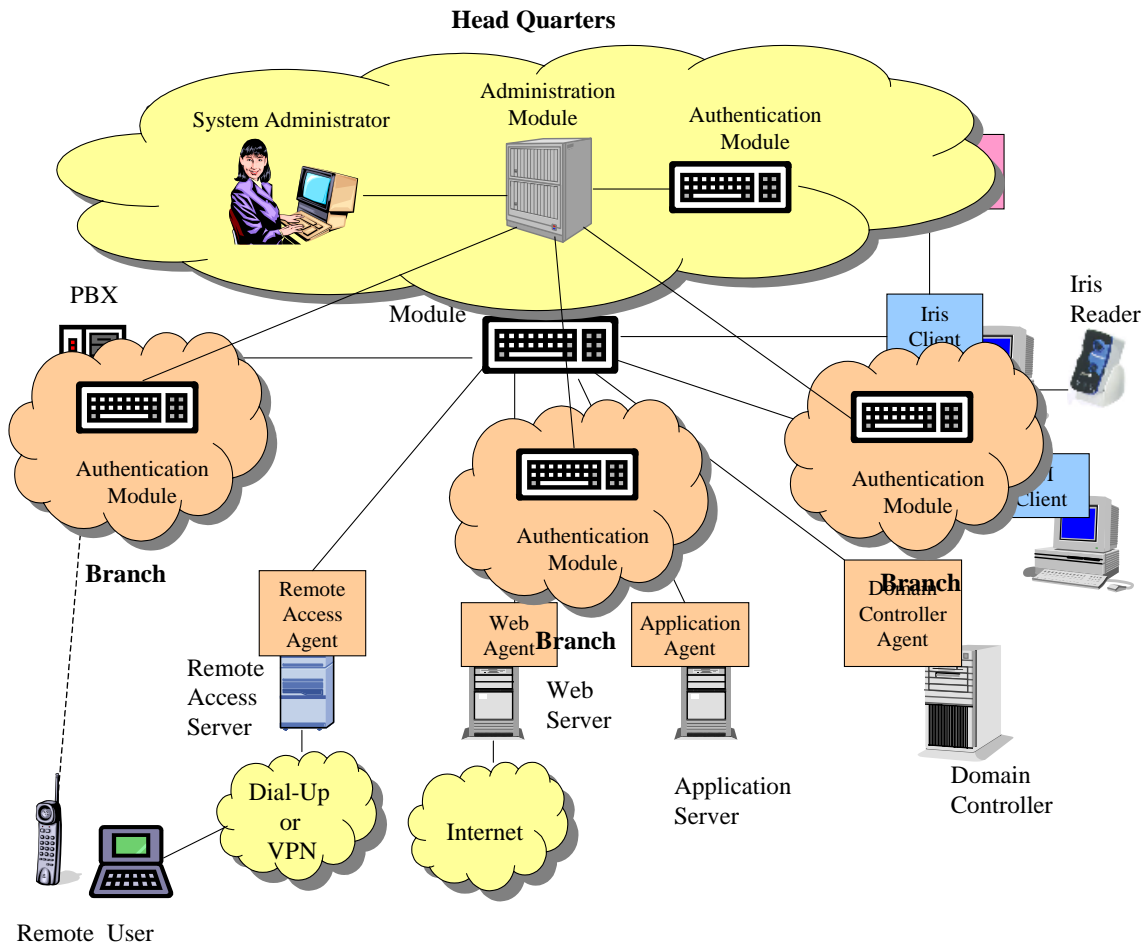 Head Quarters
Administration
Module
System Administrator
Authentication
Module
PBX
Module
Iris
Client
Iris
Reader
Authentication
Module
Authentication
Module
Authentication
Module
Client
Branch
Branch
Branch
Remote
Access
Agent
Web
Agent
Application
Agent
Domain
Controller
Agent
Remote
Access
Server
Web
Server
Application
Server
Domain
Controller
Dial-Up
or
VPN
Internet
Remote User